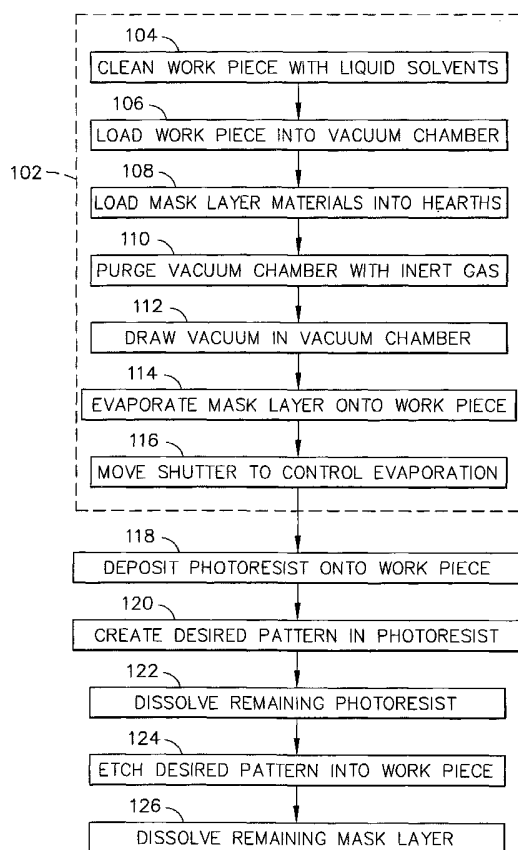 104
CLEAN WORK PIECE WITH LIQUID SOLVENTS
106
LOAD WORK PIECE INTO VACUUM CHAMBER
102
108
LOAD MASK LAYER MATERIALS INTO HEARTHS
110
PURGE VACUUM CHAMBER WITH INERT GAS
112
DRAW VACUUM IN VACUUM CHAMBER
114
EVAPORATE MASK LAYER ONTO WORK PIECE
116
MOVE SHUTTER TO CONTROL EVAPORATION
118
DEPOSIT PHOTORESIST ONTO WORK PIECE
120
CREATE DESIRED PATTERN IN PHOTORESIST
122
DISSOLVE REMAINING PHOTORESIST
124
ETCH DESIRED PATTERN INTO WORK PIECE
126
DISSOLVE REMAINING MASK LAYER